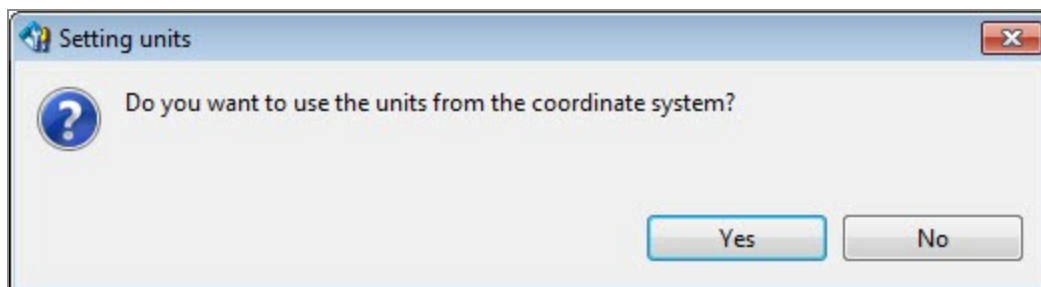 Setting units
Do you want to use the units from the coordinate system?
Yes No